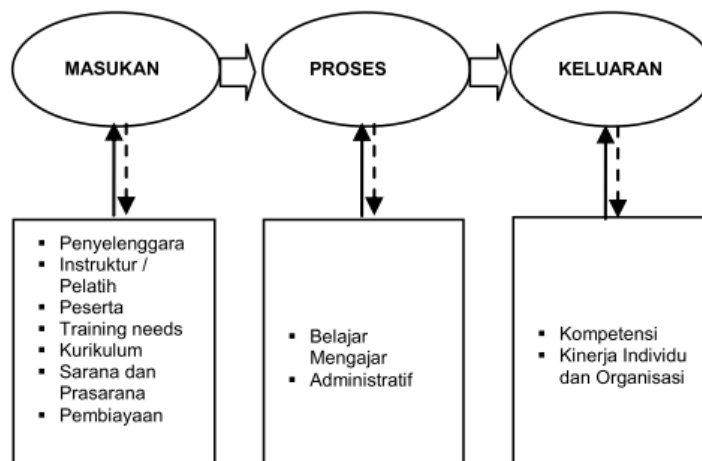 MASUKAN
PROSES
KELUARAN
▪ Penyelenggara
▪ Instruktur /
Pelatih
▪ Peserta
▪ Training needs
▪ Kurikulum
▪ Sarana dan
Prasarana
▪ Pembiayaan
▪ Belajar
Mengajar
▪ Administratif
▪ Kompetensi
▪ Kinerja Individu
dan Organisasi